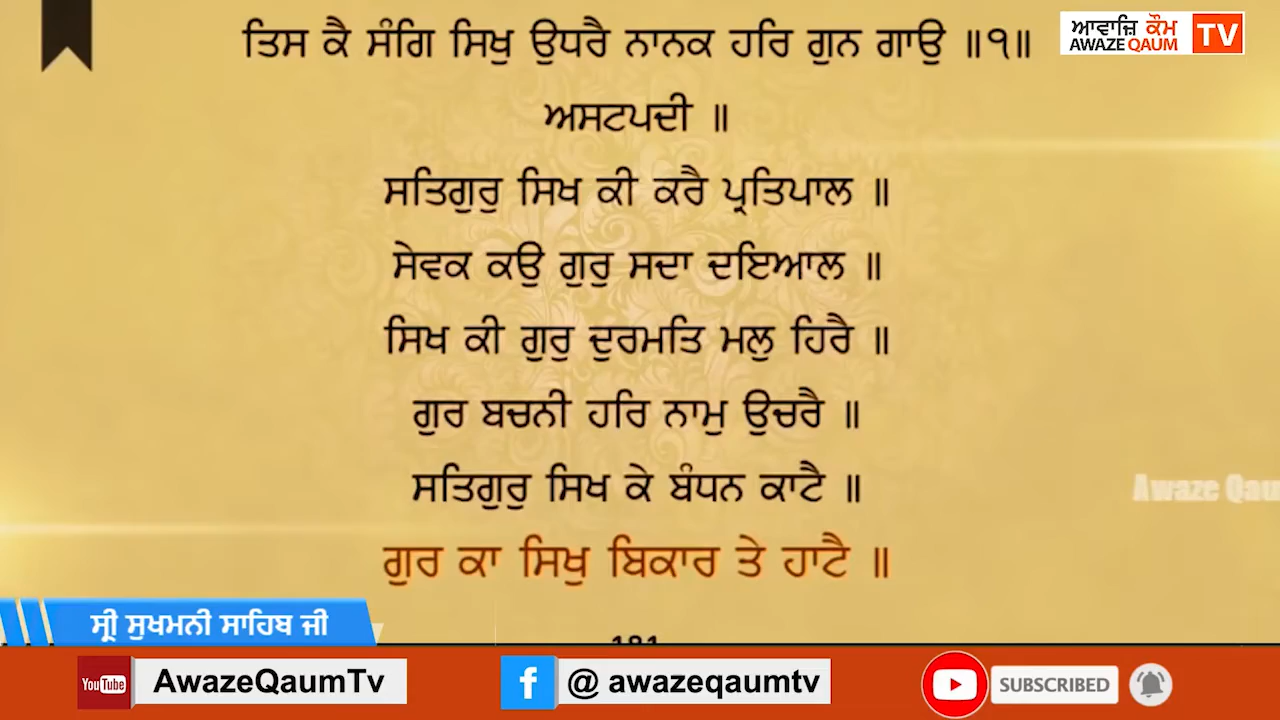 ਤਿਸ ਕੈ ਸੰਗਿ ਸਿਖੁ ਉਧਰੈ ਨਾਨਕ ਹਰਿ ਗੁਨ ਗਾਉ ॥੧॥
ਆਵਾਜ਼ਿ ਕੌਮ
AWAZE QAUM TV
ਅਸਟਪਦੀ ॥
ਸਤਿਗੁਰੁ ਸਿਖ ਕੀ ਕਰੈ ਪ੍ਰਤਿਪਾਲ ॥
ਸੇਵਕ ਕਉ ਗੁਰੁ ਸਦਾ ਦਇਆਲ ॥
ਸਿਖ ਕੀ ਗੁਰੁ ਦੁਰਮਤਿ ਮਲੁ ਹਿਰੈ ॥
ਗੁਰ ਬਚਨੀ ਹਰਿ ਨਾਮੁ ਉਚਰੈ ॥
ਸਤਿਗੁਰੁ ਸਿਖ ਕੇ ਬੰਧਨ ਕਾਟੈ ॥
Awaze Qau
ਗੁਰ ਕਾ ਸਿਖੁ ਬਿਕਾਰ ਤੇ ਹਾਟੈ ॥
ਸ੍ਰੀ ਸੁਖਮਨੀ ਸਾਹਿਬ ਜੀ
YouTube AwazeQaumTv
f @ awazeqaumtv
SUBSCRIBED